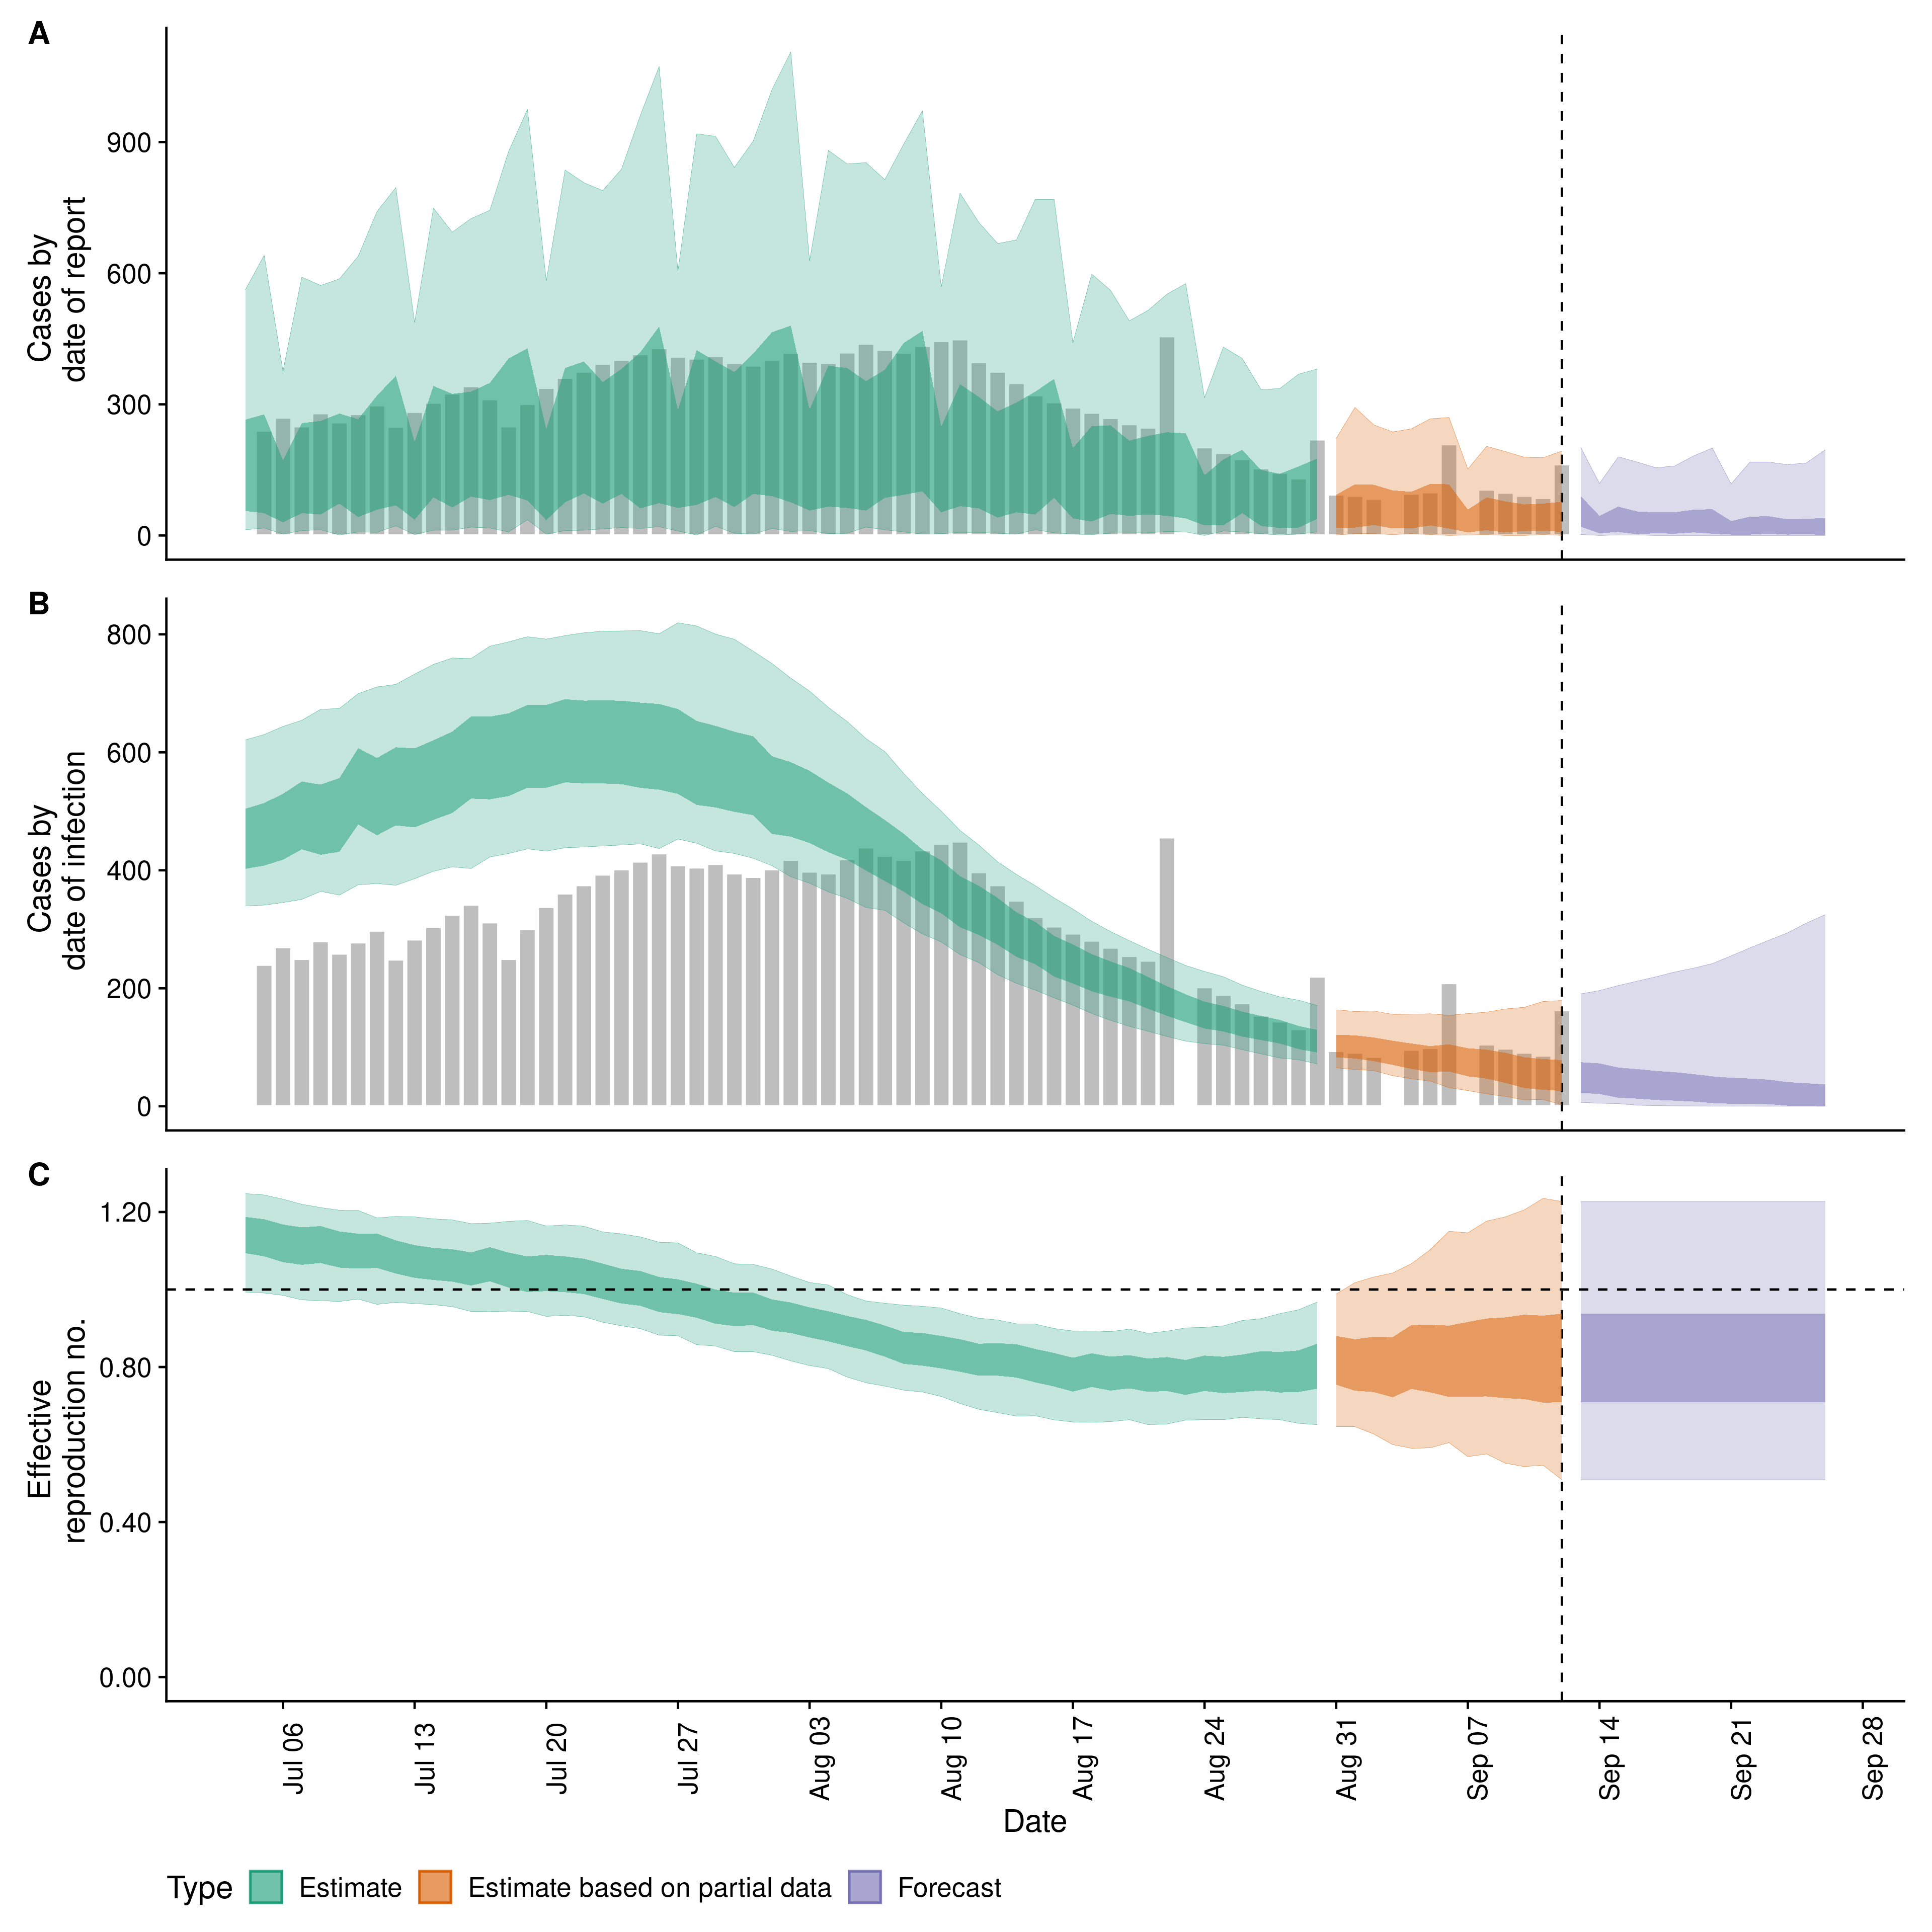 A
Cases by
date of report
900
600
300
0
B
Cases by
date of infection
800
600
400
200
0
C
Effective
reproduction no.
1.20
0.80
0.40
0.00
Jul 06
Jul 13
Jul 20
Jul 27
Aug 03
Aug 10
Aug 17
Aug 24
Aug 31
Sep 07
Sep 14
Sep 21
Sep 28
Date
Type Estimate Estimate based on partial data Forecast